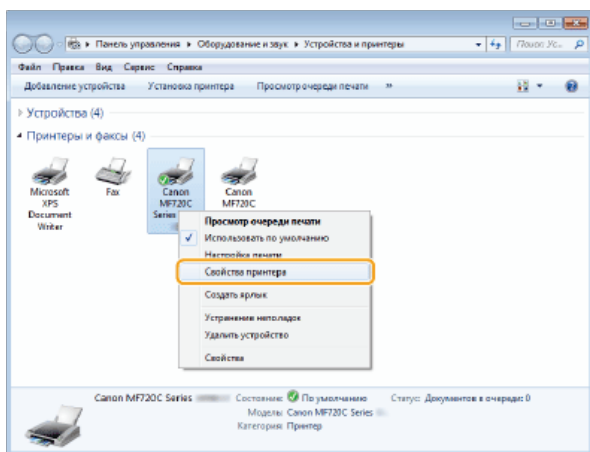 Панель управления ▸ Оборудование и звук ▸ Устройства и принтеры
Поиск: Ус...
Файл Правка Вид Сервис Справка
Добавление устройства Установка принтера Просмотр очереди печати »
Устройства (4)
Принтеры и факсы (4)
Microsoft XPS Document Writer
Fax
Canon MF720C Series
Canon MF720C
Просмотр очереди печати
Использовать по умолчанию
Настройка печати
Свойства принтера
Создать ярлык
Устранение неполадок
Удалить устройство
Свойства
Canon MF720C Series Состояние: По умолчанию Статус: Документов в очереди: 0
Модель: Canon MF720C Series
Категория: Принтер